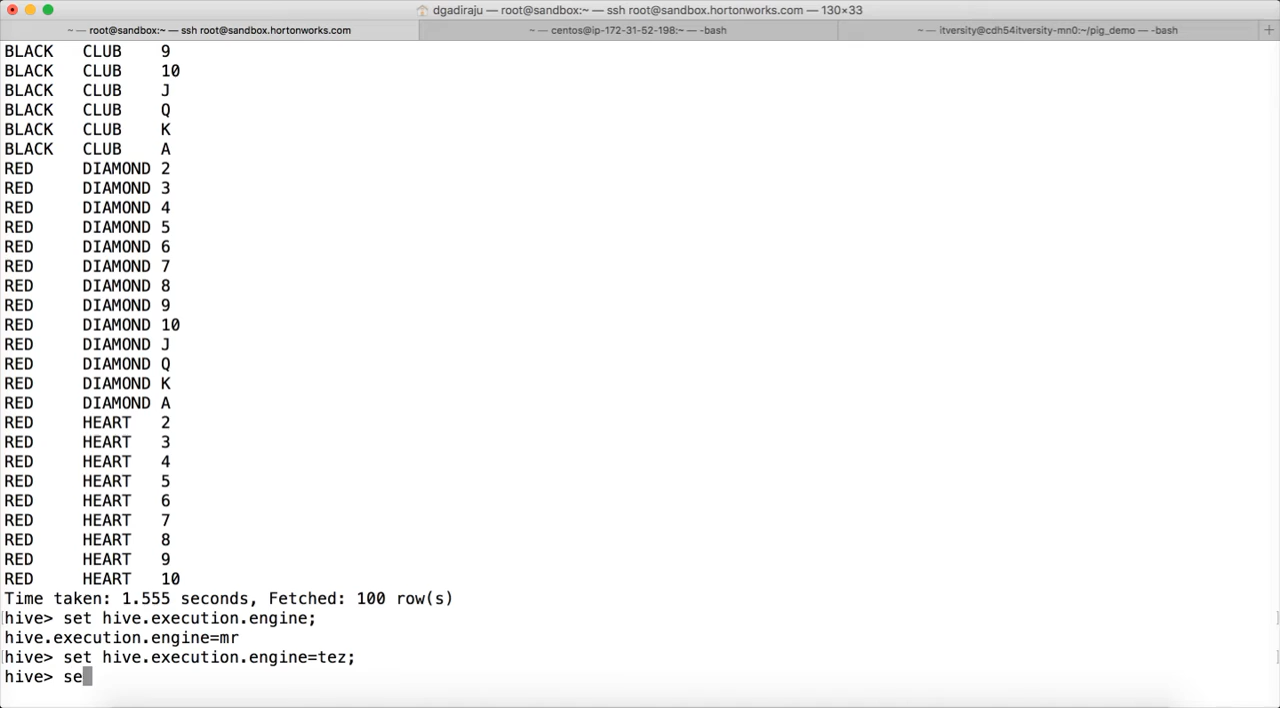 dgadiraju — root@sandbox:~ — ssh root@sandbox.hortonworks.com — 130×33
~ — root@sandbox:~ — ssh root@sandbox.hortonworks.com
~ — centos@ip-172-31-52-198:~ — -bash
~ — itversity@cdh54itversity-mn0:~/pig_demo — -bash
BLACK CLUB 9
BLACK CLUB 10
BLACK CLUB J
BLACK CLUB Q
BLACK CLUB K
BLACK CLUB A
RED DIAMOND 2
RED DIAMOND 3
RED DIAMOND 4
RED DIAMOND 5
RED DIAMOND 6
RED DIAMOND 7
RED DIAMOND 8
RED DIAMOND 9
RED DIAMOND 10
RED DIAMOND J
RED DIAMOND Q
RED DIAMOND K
RED DIAMOND A
RED HEART 2
RED HEART 3
RED HEART 4
RED HEART 5
RED HEART 6
RED HEART 7
RED HEART 8
RED HEART 9
RED HEART 10
Time taken: 1.555 seconds, Fetched: 100 row(s)
hive> set hive.execution.engine;
hive.execution.engine=mr
hive> set hive.execution.engine=tez;
hive> se